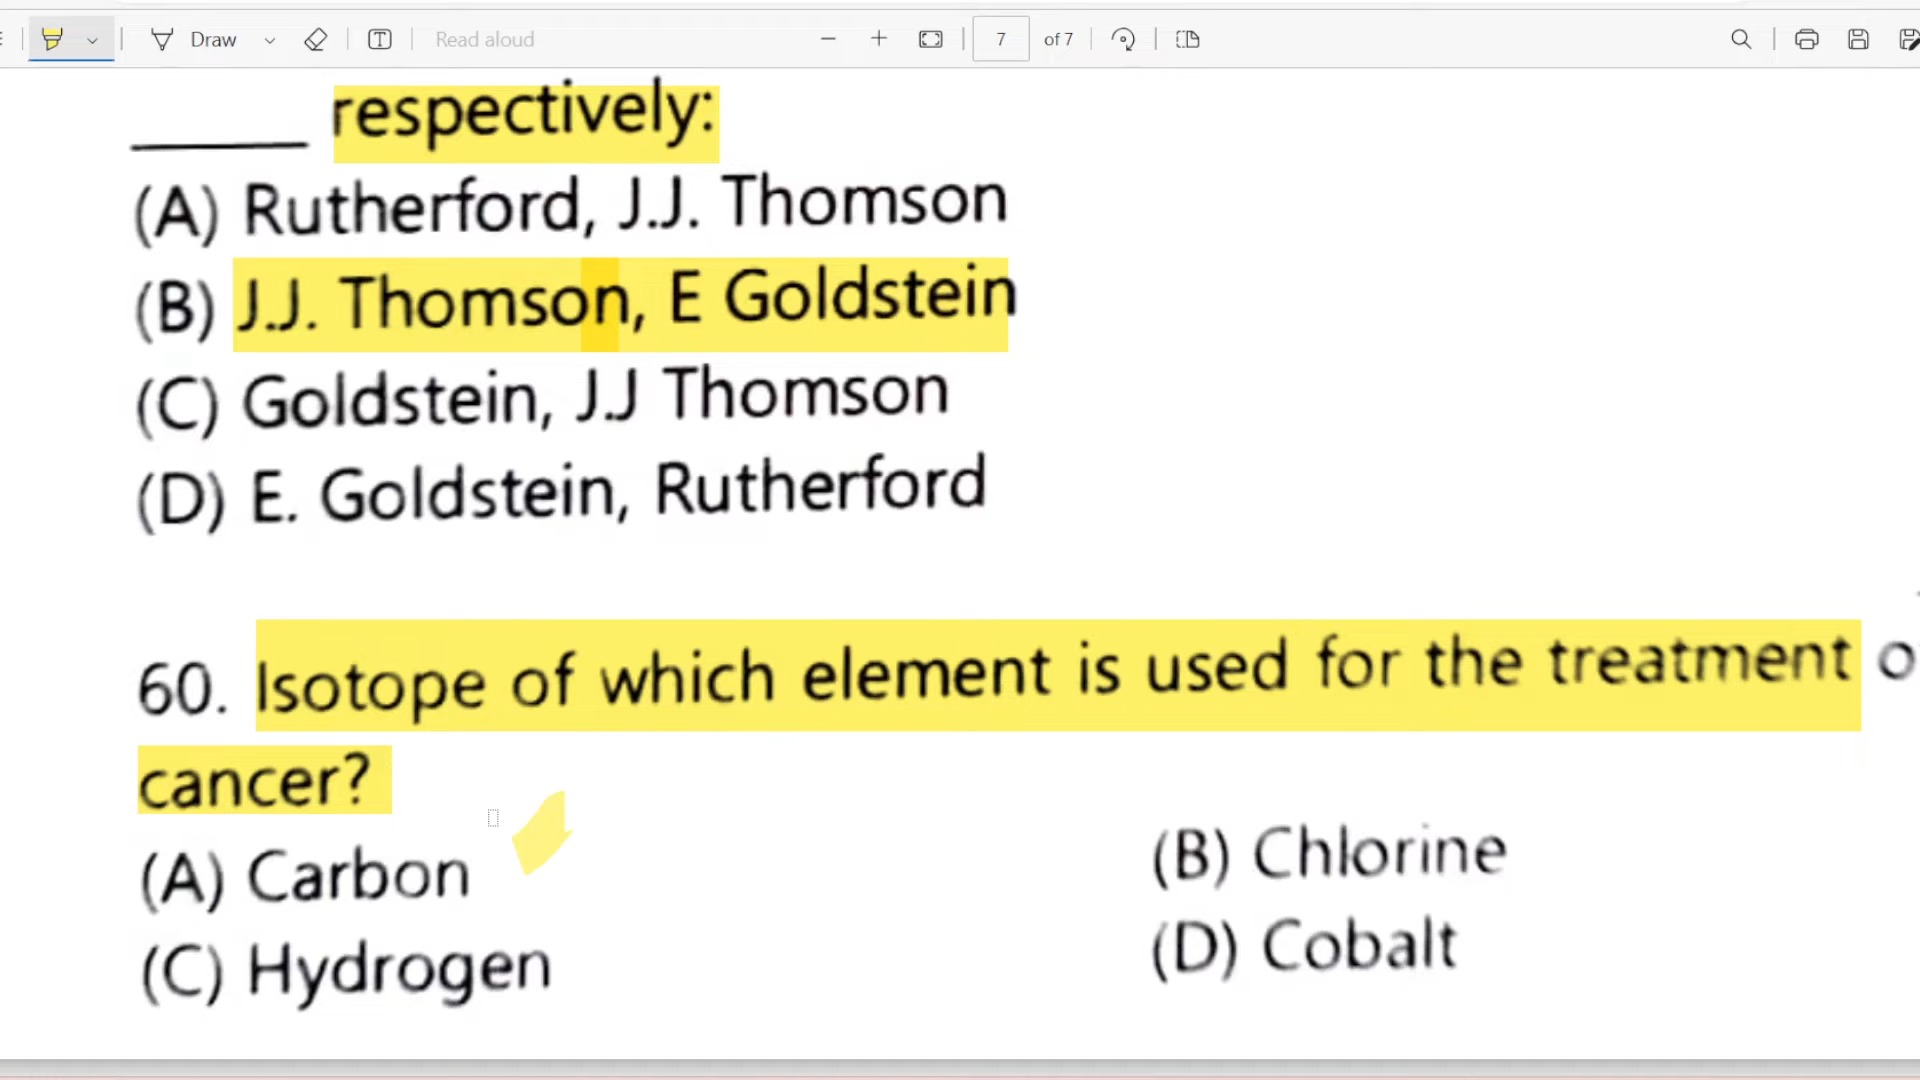 Draw Read aloud 7 of 7
_____ respectively:
(A) Rutherford, J.J. Thomson
(B) J.J. Thomson, E Goldstein
(C) Goldstein, J.J Thomson
(D) E. Goldstein, Rutherford
60. Isotope of which element is used for the treatment o
cancer?
(A) Carbon (B) Chlorine
(C) Hydrogen (D) Cobalt